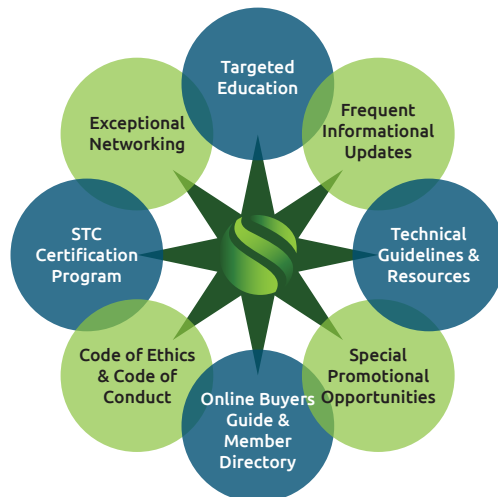 Targeted
Education
Frequent
Informational
Updates
Technical
Guidelines &
Resources
Special
Promotional
Opportunities
Online Buyers
Guide &
Member
Directory
Code of Ethics
& Code of
Conduct
STC
Certification
Program
Exceptional
Networking